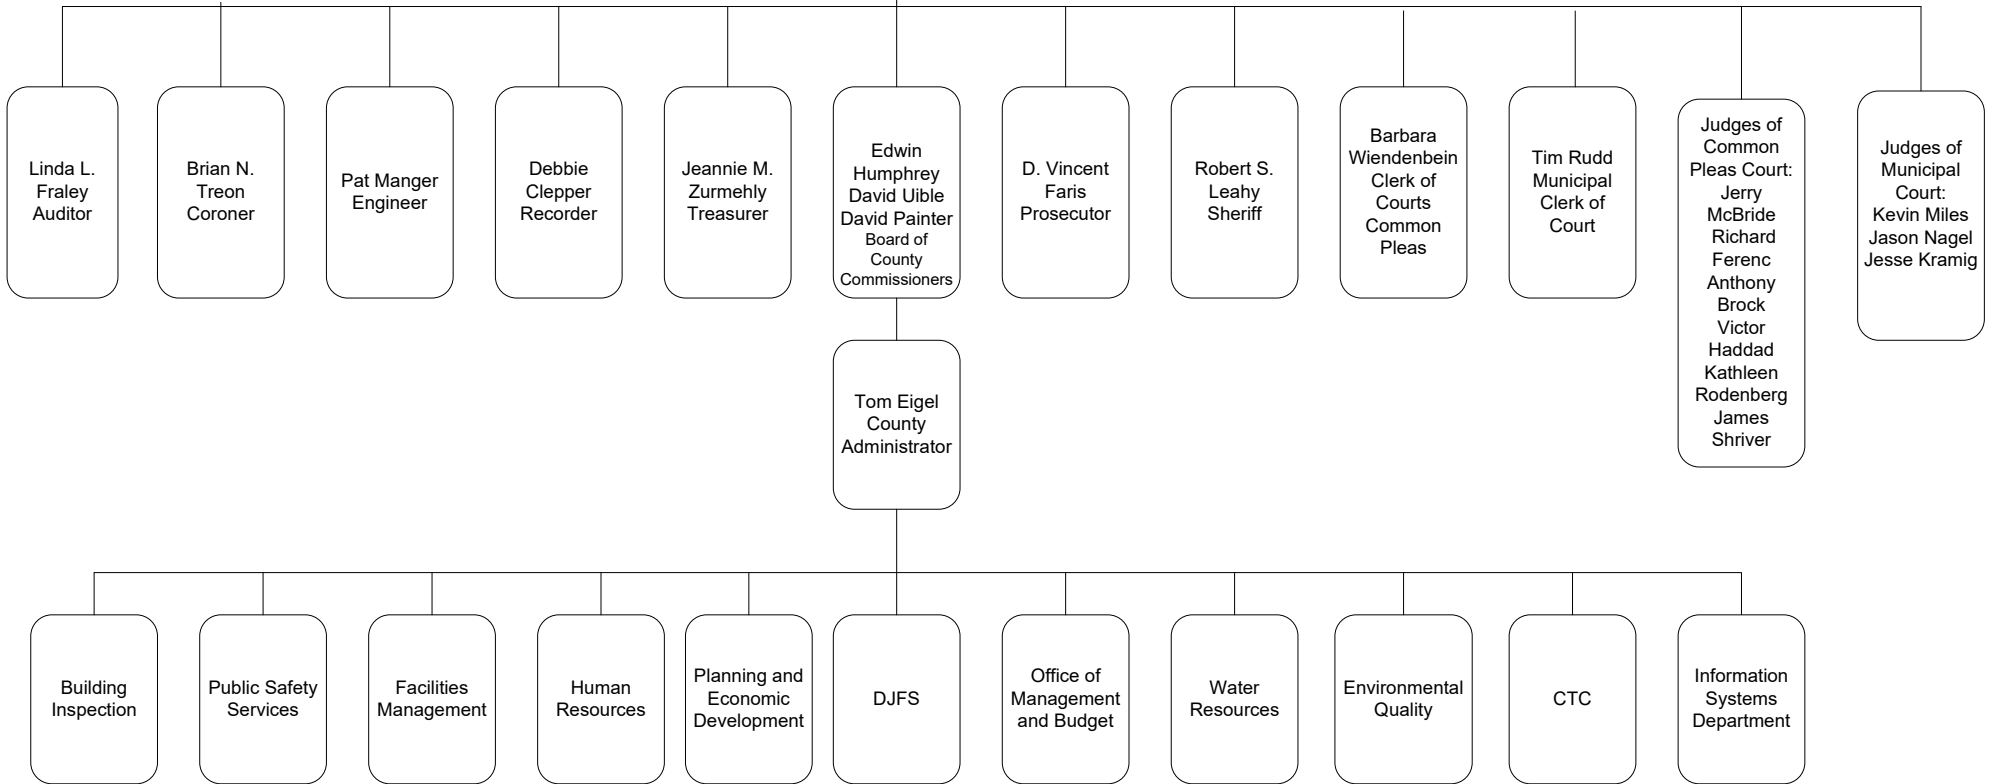 Linda L.
Fraley
Auditor
Brian N.
Treon
Coroner
Pat Manger
Engineer
Debbie
Clepper
Recorder
Jeannie M.
Zurmehly
Treasurer
Edwin
Humphrey
David Uible
David Painter
Board of
County
Commissioners
D. Vincent
Faris
Prosecutor
Robert S.
Leahy
Sheriff
Barbara
Wiendenbein
Clerk of
Courts
Common
Pleas
Tim Rudd
Municipal
Clerk of
Court
Judges of
Common
Pleas Court:
Jerry
McBride
Richard
Ferenc
Anthony
Brock
Victor
Haddad
Kathleen
Rodenberg
James
Shriver
Judges of
Municipal
Court:
Kevin Miles
Jason Nagel
Jesse Kramig
Tom Eigel
County
Administrator
Building
Inspection
Public Safety
Services
Facilities
Management
Human
Resources
Planning and
Economic
Development
DJFS
Office of
Management
and Budget
Water
Resources
Environmental
Quality
CTC
Information
Systems
Department